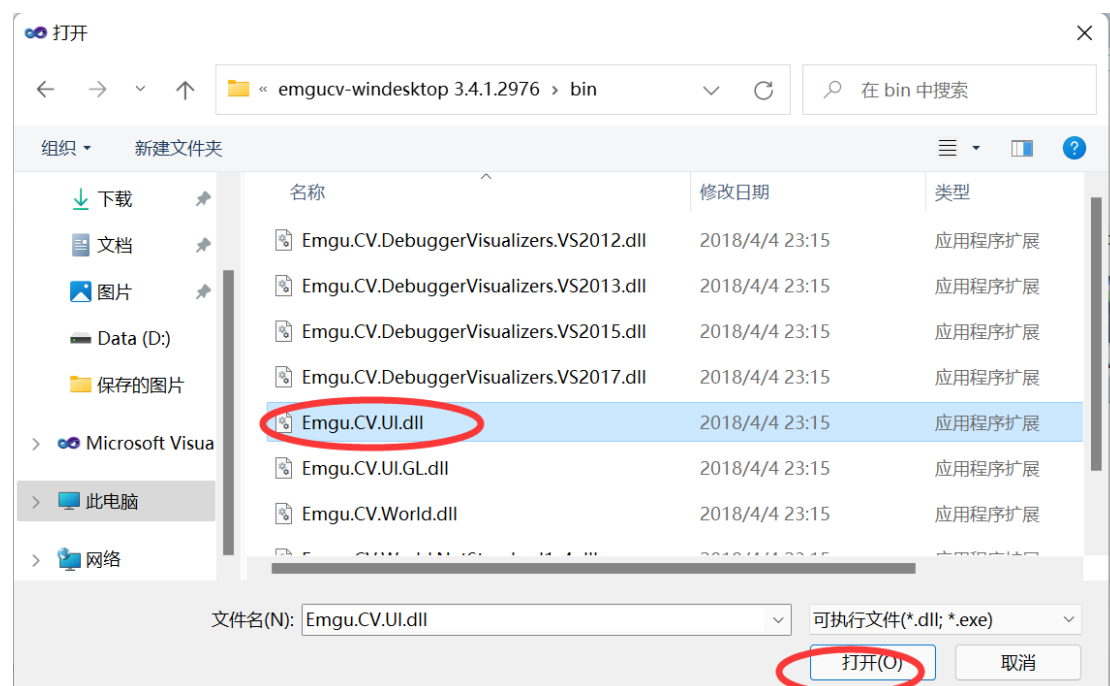 打开
« emgucv-windesktop 3.4.1.2976 › bin
在 bin 中搜索
组织
新建文件夹
?
名称 修改日期 类型
下载
文档
图片
Data (D:)
保存的图片
Microsoft Visua
此电脑
网络
Emgu.CV.DebuggerVisualizers.VS2012.dll 2018/4/4 23:15 应用程序扩展
Emgu.CV.DebuggerVisualizers.VS2013.dll 2018/4/4 23:15 应用程序扩展
Emgu.CV.DebuggerVisualizers.VS2015.dll 2018/4/4 23:15 应用程序扩展
Emgu.CV.DebuggerVisualizers.VS2017.dll 2018/4/4 23:15 应用程序扩展
Emgu.CV.UI.dll 2018/4/4 23:15 应用程序扩展
Emgu.CV.UI.GL.dll 2018/4/4 23:15 应用程序扩展
Emgu.CV.World.dll 2018/4/4 23:15 应用程序扩展
文件名(N): Emgu.CV.UI.dll
可执行文件(*.dll; *.exe)
打开(O)
取消